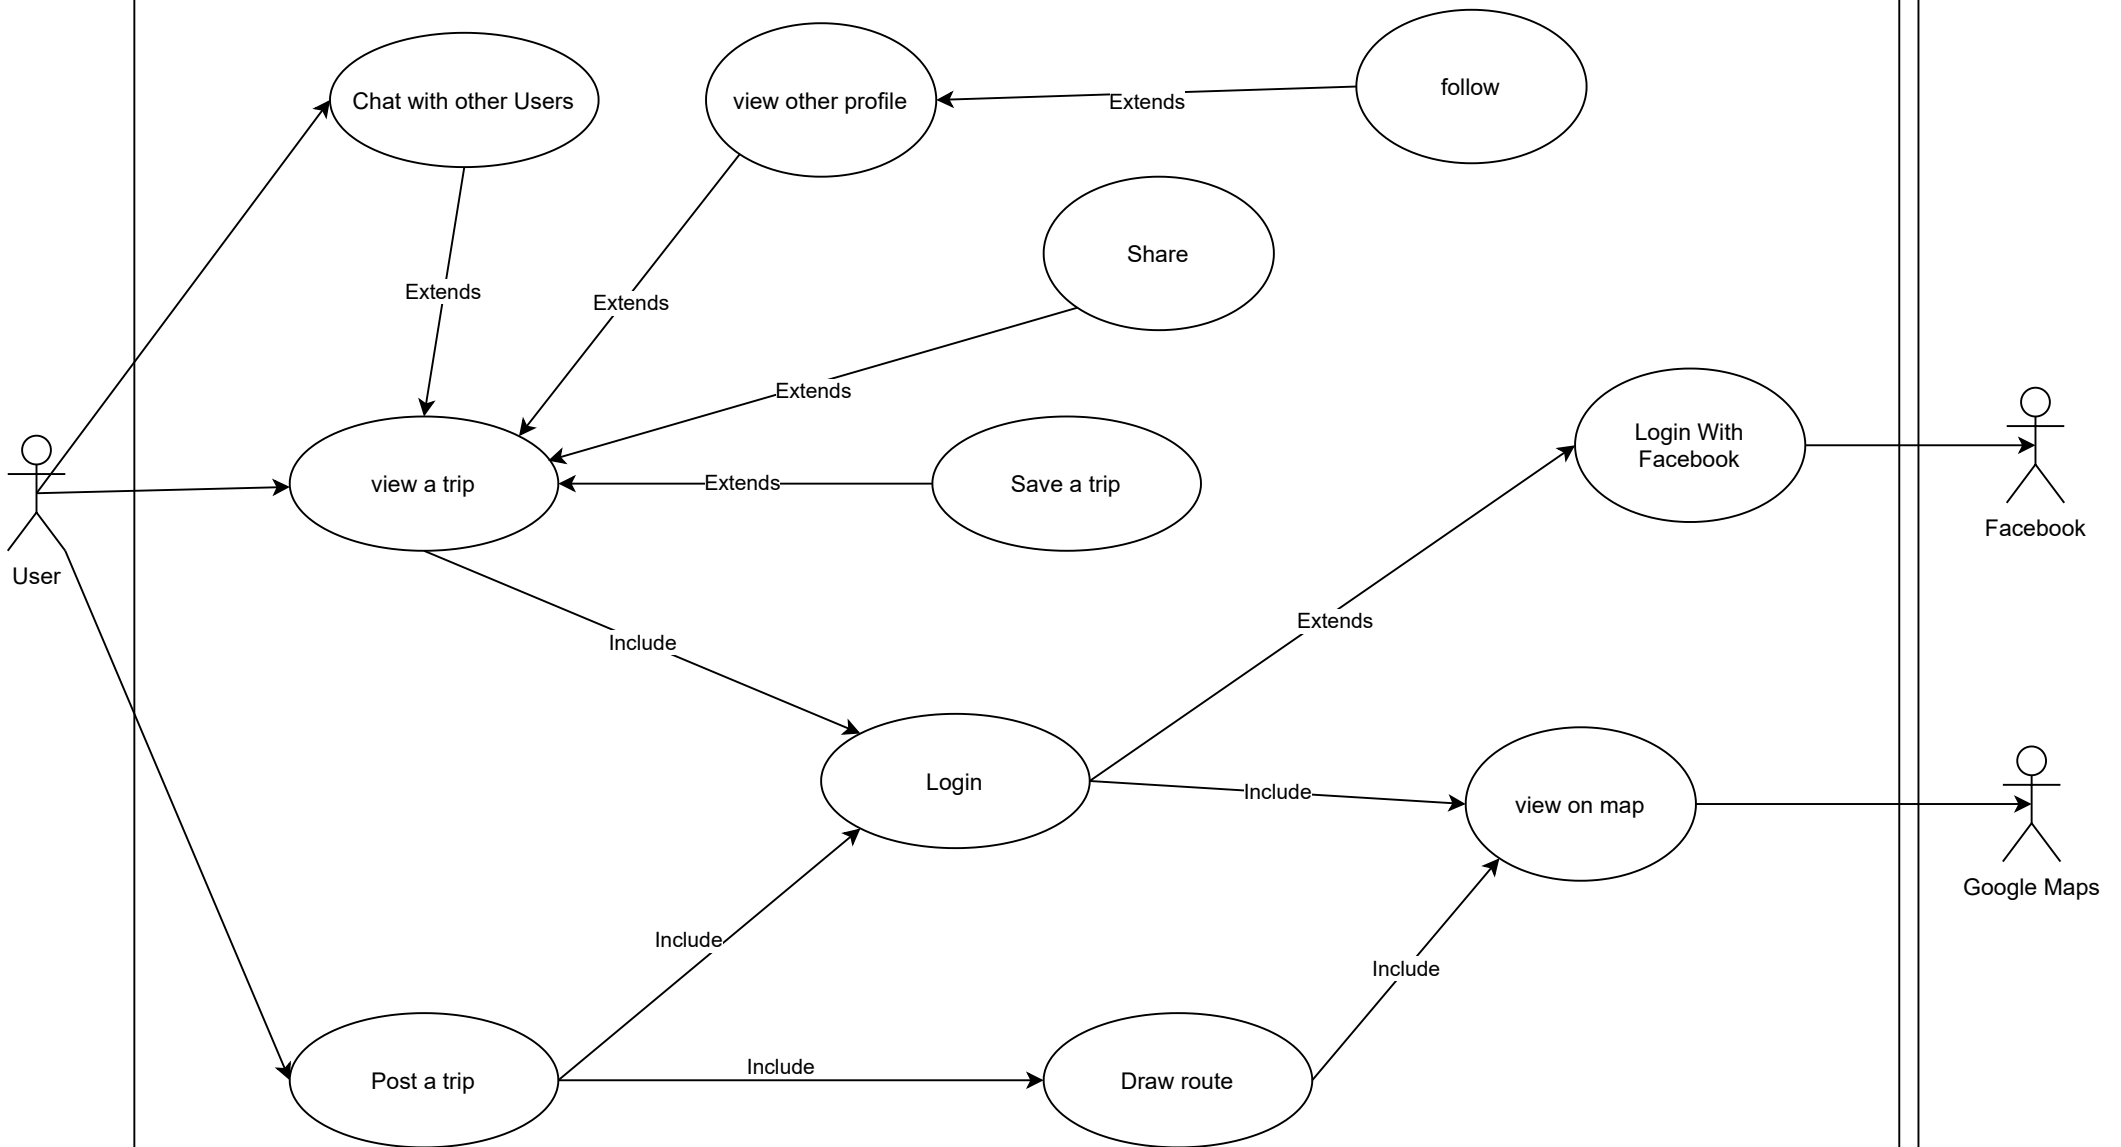 Chat with other Users
view other profile
Extends
follow
Share
Extends
Extends
Extends
view a trip
Extends
Save a trip
Login With
Facebook
Facebook
User
Include
Extends
Login
Include
view on map
Google Maps
Include
Include
Post a trip
Include
Draw route